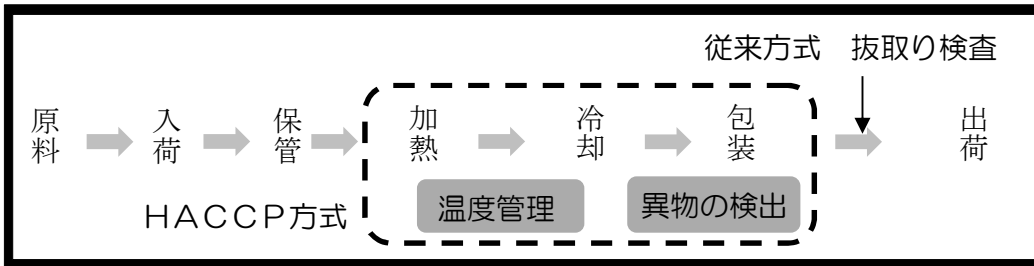 従来方式 抜取り検査
原料
入荷
保管
加熱
冷却
包装
出荷
温度管理
異物の検出
HACCP方式